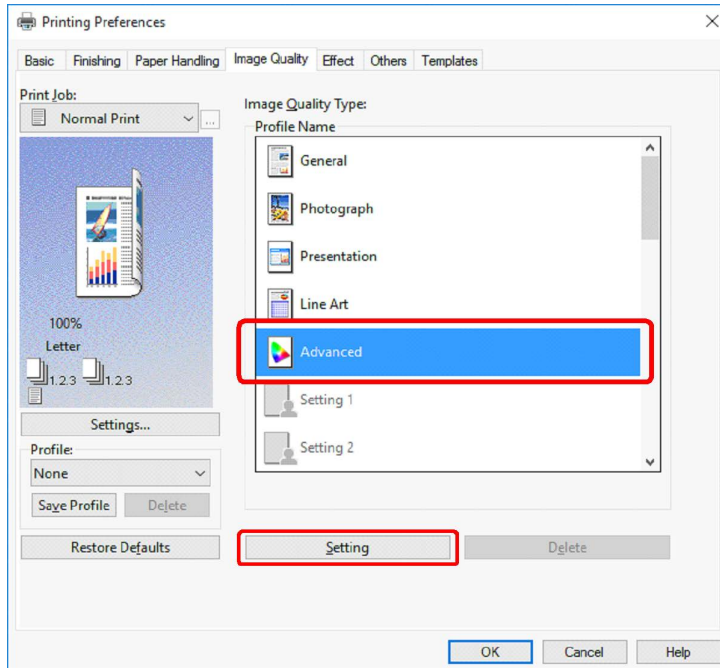 Printing Preferences
Basic Finishing Paper Handling Image Quality Effect Others Templates
Print Job:
Normal Print
...
100%
Letter
1.2.3 1.2.3
Settings...
Profile:
None
Save Profile Delete
Restore Defaults
Image Quality Type:
Profile Name
General
Photograph
Presentation
Line Art
Advanced
Setting 1
Setting 2
Setting Delete
OK Cancel Help